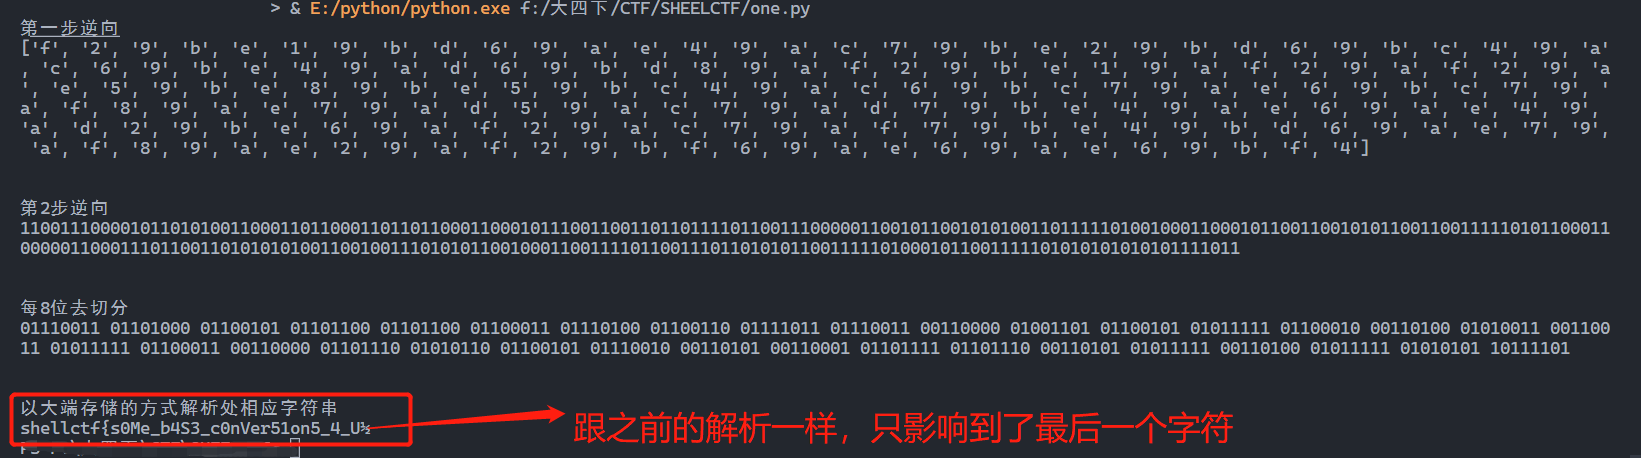 > & E:/python/python.exe f:/大四下/CTF/SHEELCTF/one.py
第一步逆向
['f', '2', '9', 'b', 'e', '1', '9', 'b', 'd', '6', '9', 'a', 'e', '4', '9', 'a', 'c', '7', '9', 'b', 'e', '2', '9', 'b', 'd', '6', '9', 'b', 'c', '4', '9', 'a'
, 'c', '6', '9', 'b', 'e', '4', '9', 'a', 'd', '6', '9', 'b', 'd', '8', '9', 'a', 'f', '2', '9', 'b', 'e', '1', '9', 'a', 'f', '2', '9', 'a', 'f', '2', '9', 'a
', 'e', '5', '9', 'b', 'e', '8', '9', 'b', 'e', '5', '9', 'b', 'c', '4', '9', 'a', 'c', '6', '9', 'b', 'c', '7', '9', 'a', 'e', '6', '9', 'b', 'c', '7', '9', '
a', 'f', '8', '9', 'a', 'e', '7', '9', 'a', 'd', '5', '9', 'a', 'c', '7', '9', 'a', 'd', '7', '9', 'b', 'e', '4', '9', 'a', 'e', '6', '9', 'a', 'e', '4', '9',
'a', 'd', '2', '9', 'b', 'e', '6', '9', 'a', 'f', '2', '9', 'a', 'c', '7', '9', 'a', 'f', '7', '9', 'b', 'e', '4', '9', 'b', 'd', '6', '9', 'a', 'e', '7', '9',
'a', 'f', '8', '9', 'a', 'e', '2', '9', 'a', 'f', '2', '9', 'b', 'f', '6', '9', 'a', 'e', '6', '9', 'a', 'e', '6', '9', 'b', 'f', '4']
第2步逆向
1100111000010110101001100011011000110110110001100010111001100110110111101100111000001100101100101010011011111010010001100010110011001010110011001111110101100011
000001100011101100110101010100110010011101010110010001100111101100111011010101100111110100010110011111010101010101011111011
每8位去切分
01110011 01101000 01100101 01101100 01101100 01100011 01110100 01100110 01111011 01110011 00110000 01001101 01100101 01011111 01100010 00110100 01010011 001100
11 01011111 01100011 00110000 01101110 01010110 01100101 01110010 00110101 00110001 01101111 01101110 00110101 01011111 00110100 01011111 01010101 10111101
以大端存储的方式解析处相应字符串
shellctf{s0Me_b4S3_c0nVer51on5_4_U½
跟之前的解析一样，只影响到了最后一个字符